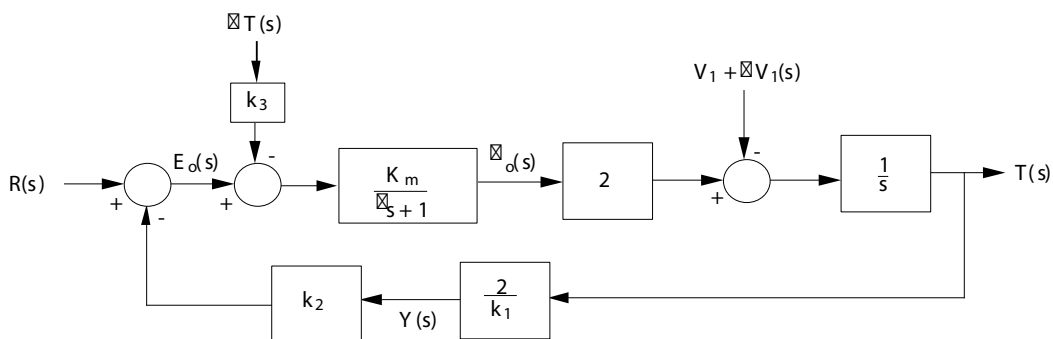 T(s)
k3
-
V1 + V1(s)
-
R(s)
+
-
Eo(s)
+
Km
s + 1
o(s)
2
+
1
s
T(s)
k2
Y(s)
2
k1